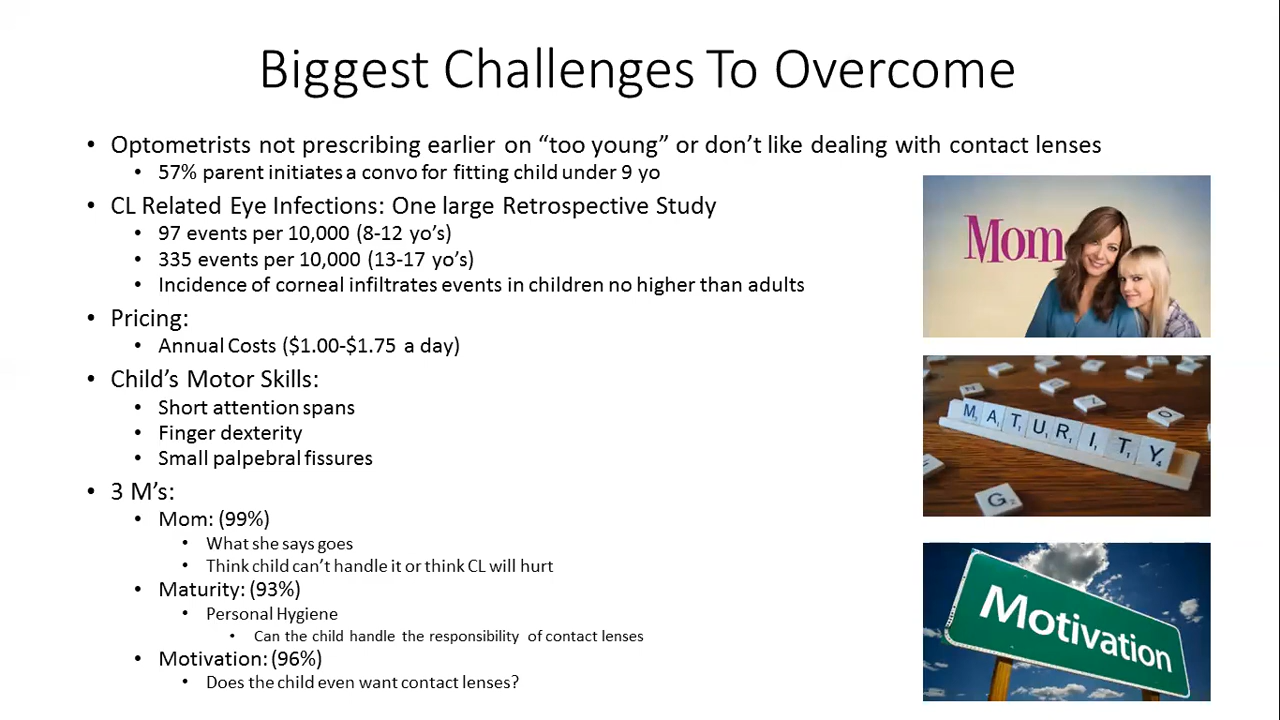 Biggest Challenges To Overcome
• Optometrists not prescribing earlier on “too young” or don’t like dealing with contact lenses
• 57% parent initiates a convo for fitting child under 9 yo
• CL Related Eye Infections: One large Retrospective Study
• 97 events per 10,000 (8-12 yo’s)
• 335 events per 10,000 (13-17 yo’s)
• Incidence of corneal infiltrates events in children no higher than adults
• Pricing:
• Annual Costs ($1.00-$1.75 a day)
• Child’s Motor Skills:
• Short attention spans
• Finger dexterity
• Small palpebral fissures
• 3 M’s:
• Mom: (99%)
• What she says goes
• Think child can’t handle it or think CL will hurt
• Maturity: (93%)
• Personal Hygiene
• Can the child handle the responsibility of contact lenses
• Motivation: (96%)
• Does the child even want contact lenses?
Mom
MATURITY
G
Motivation